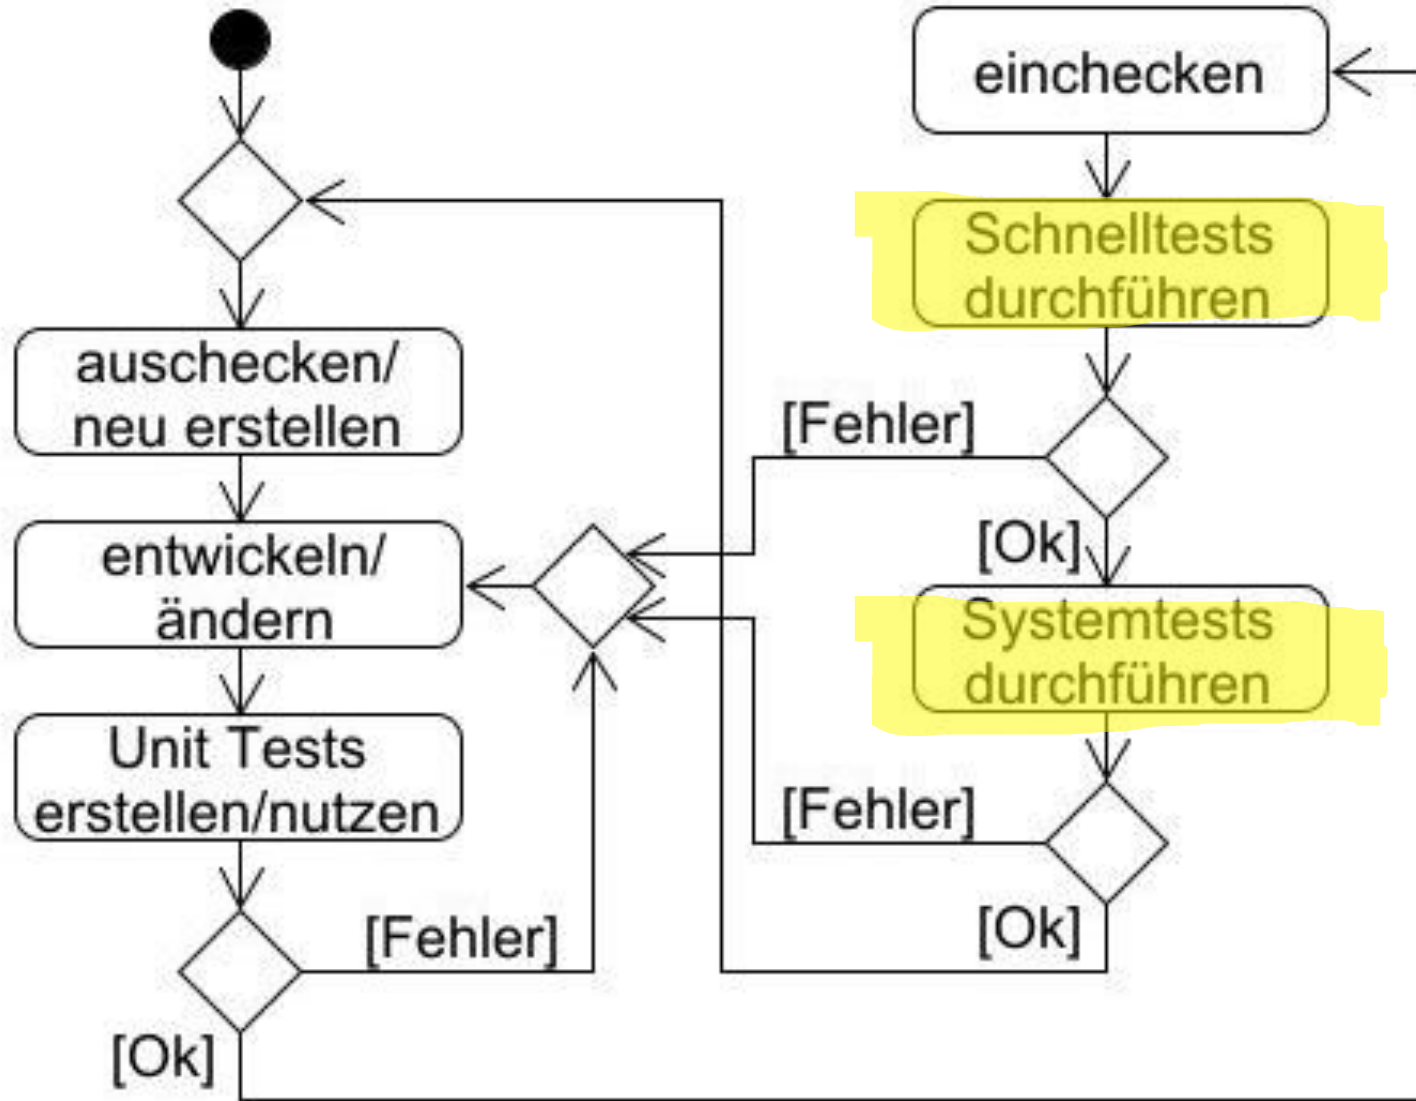 auschecken/
neu erstellen
entwickeln/
ändern
Unit Tests
erstellen/nutzen
[Fehler]
[Ok]
einchecken
Schnelltests
durchführen
[Fehler]
[Ok]
Systemtests
durchführen
[Fehler]
[Ok]